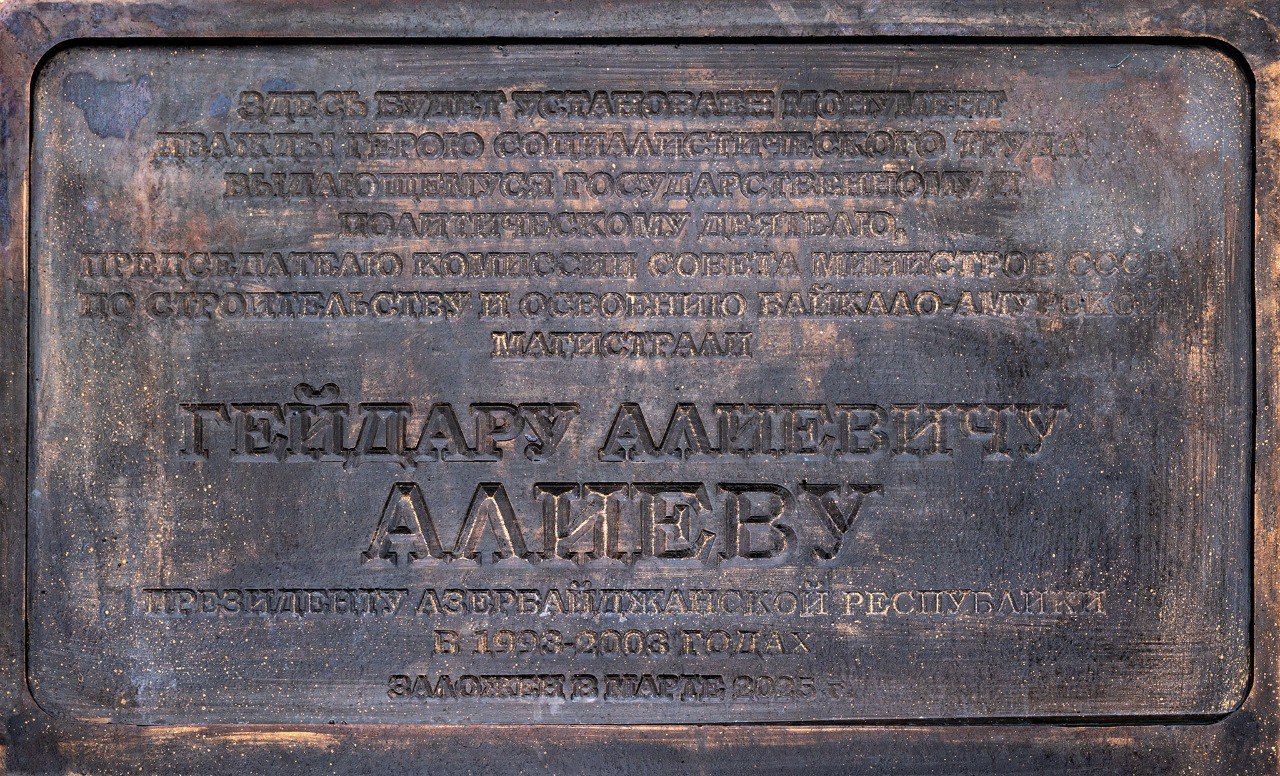 ЗДЕСЬ БУДЕТ УСТАНОВЛЕН МОНУМЕНТ
ДВАЖДЫ ГЕРОЮ СОЦИАЛИСТИЧЕСКОГО ТРУДА,
ВЫДАЮЩЕМУСЯ ГОСУДАРСТВЕННОМУ И
ПОЛИТИЧЕСКОМУ ДЕЯТЕЛЮ,
ПРЕДСЕДАТЕЛЮ КОМИССИИ СОВЕТА МИНИСТРОВ СССР
ПО СТРОИТЕЛЬСТВУ И ОСВОЕНИЮ БАЙКАЛО-АМУРСКОЙ
МАГИСТРАЛИ
ГЕЙДАРУ АЛИЕВИЧУ
АЛИЕВУ
ПРЕЗИДЕНТУ АЗЕРБАЙДЖАНСКОЙ РЕСПУБЛИКИ
В 1993-2003 ГОДАХ
ЗАЛОЖЕН В МАРТЕ 2025 г.